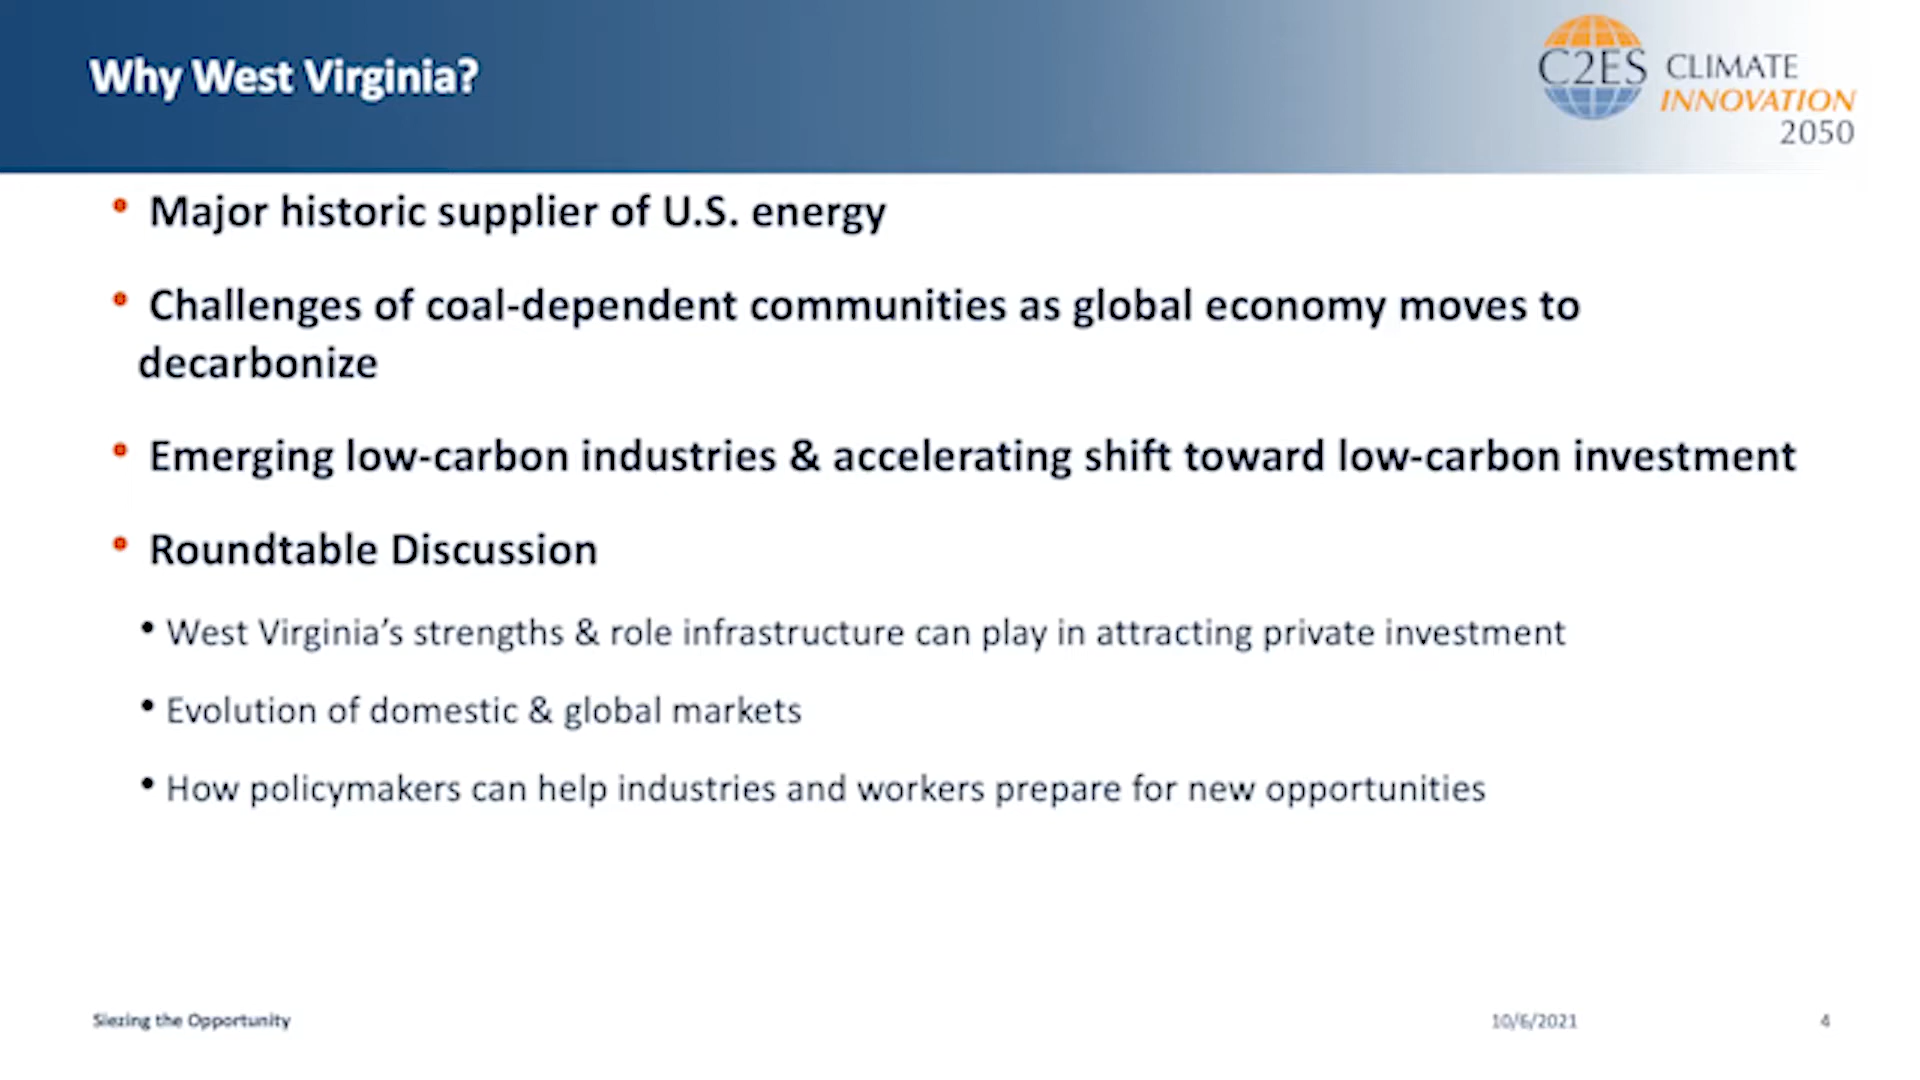 Why West Virginia?
C2ES CLIMATE
INNOVATION
2050
• Major historic supplier of U.S. energy
• Challenges of coal-dependent communities as global economy moves to
decarbonize
• Emerging low-carbon industries & accelerating shift toward low-carbon investment
• Roundtable Discussion
• West Virginia’s strengths & role infrastructure can play in attracting private investment
• Evolution of domestic & global markets
• How policymakers can help industries and workers prepare for new opportunities
Siezing the Opportunity
10/6/2021
4